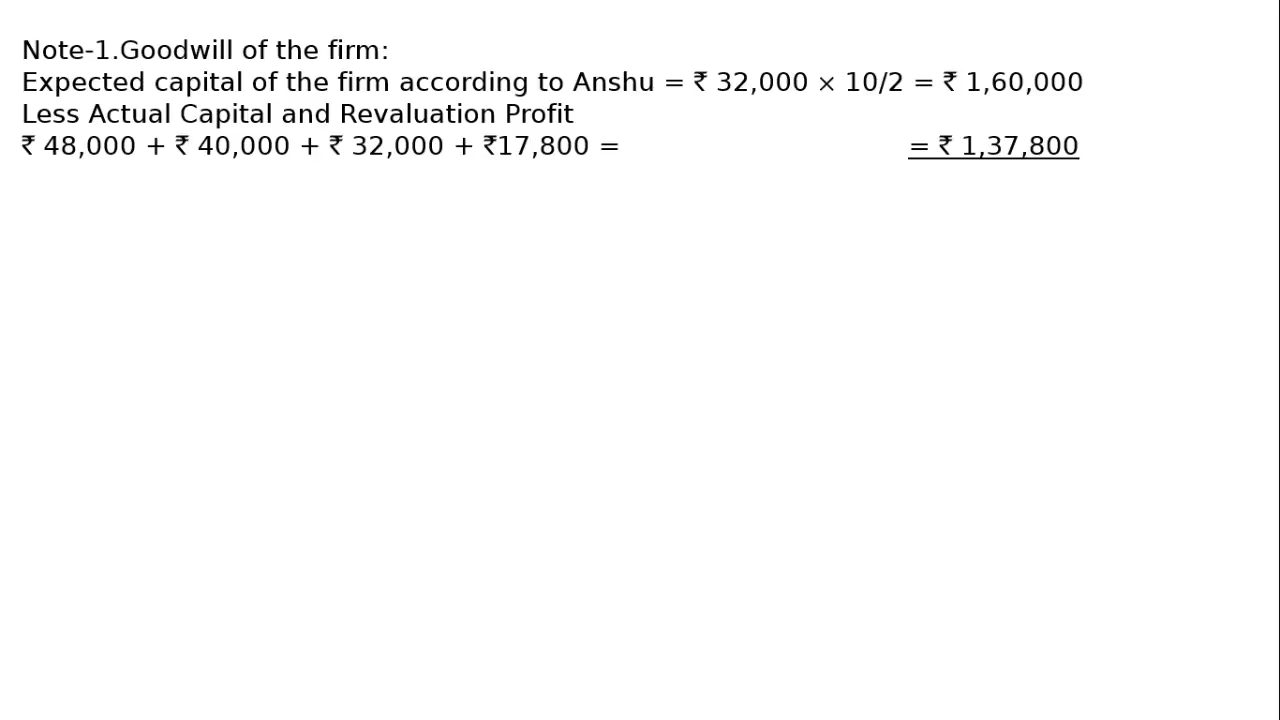 Note-1.Goodwill of the firm:
Expected capital of the firm according to Anshu = ₹ 32,000 × 10/2 = ₹ 1,60,000
Less Actual Capital and Revaluation Profit
₹ 48,000 + ₹ 40,000 + ₹ 32,000 + ₹17,800 = = ₹ 1,37,800